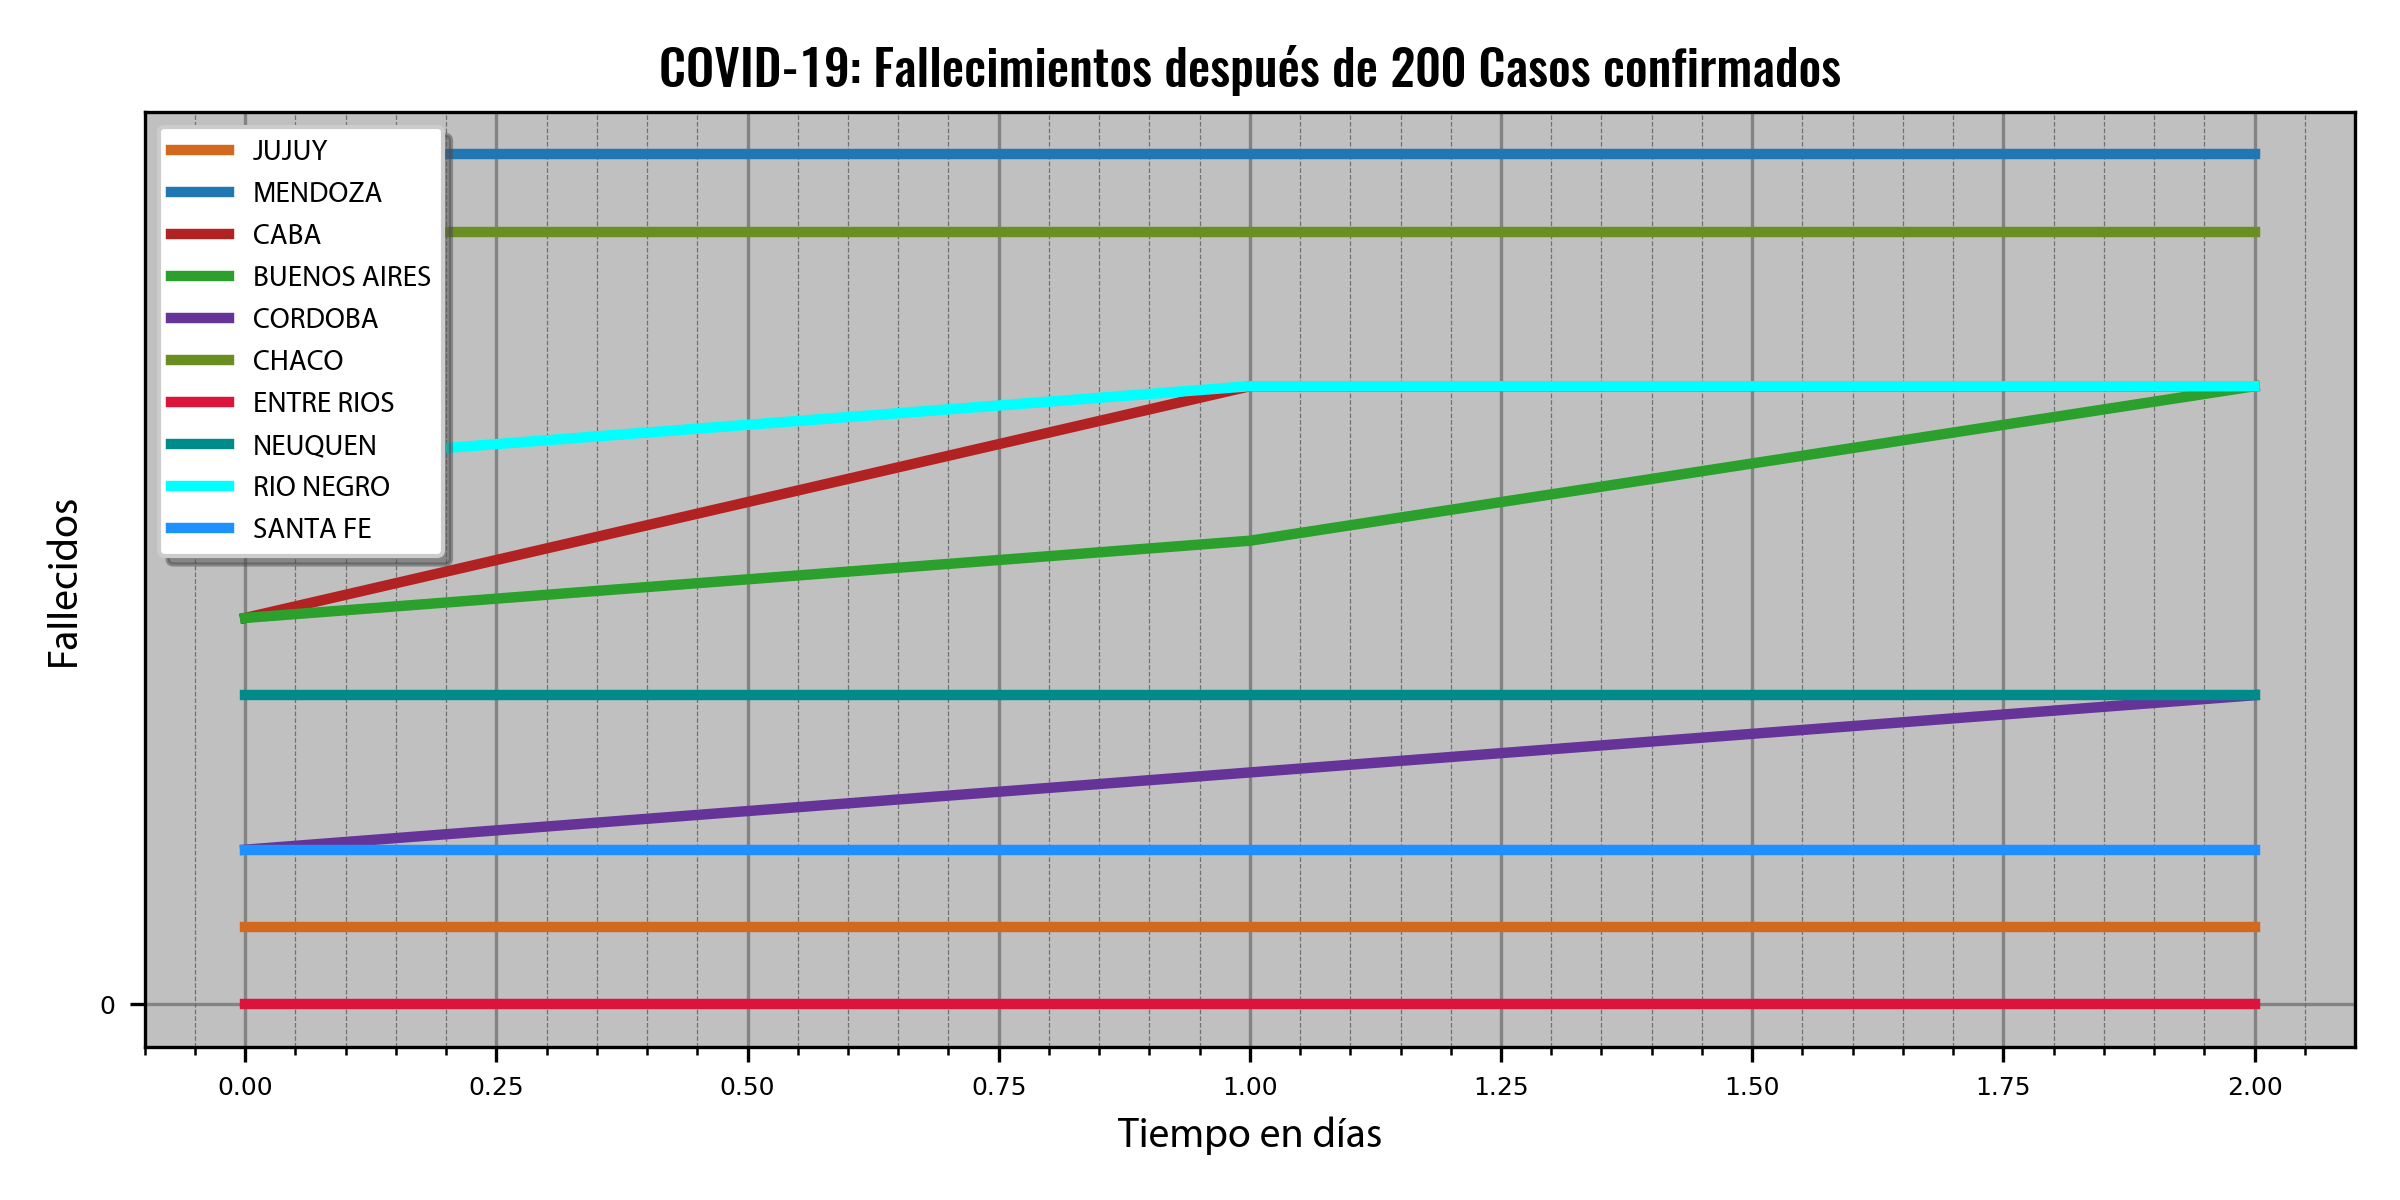 COVID-19: Fallecimientos después de 200 Casos confirmados
JUJUY
MENDOZA
CABA
BUENOS AIRES
CORDOBA
CHACO
ENTRE RIOS
NEUQUEN
RIO NEGRO
SANTA FE
Fallecidos
0
0.00 0.25 0.50 0.75 1.00 1.25 1.50 1.75 2.00
Tiempo en días